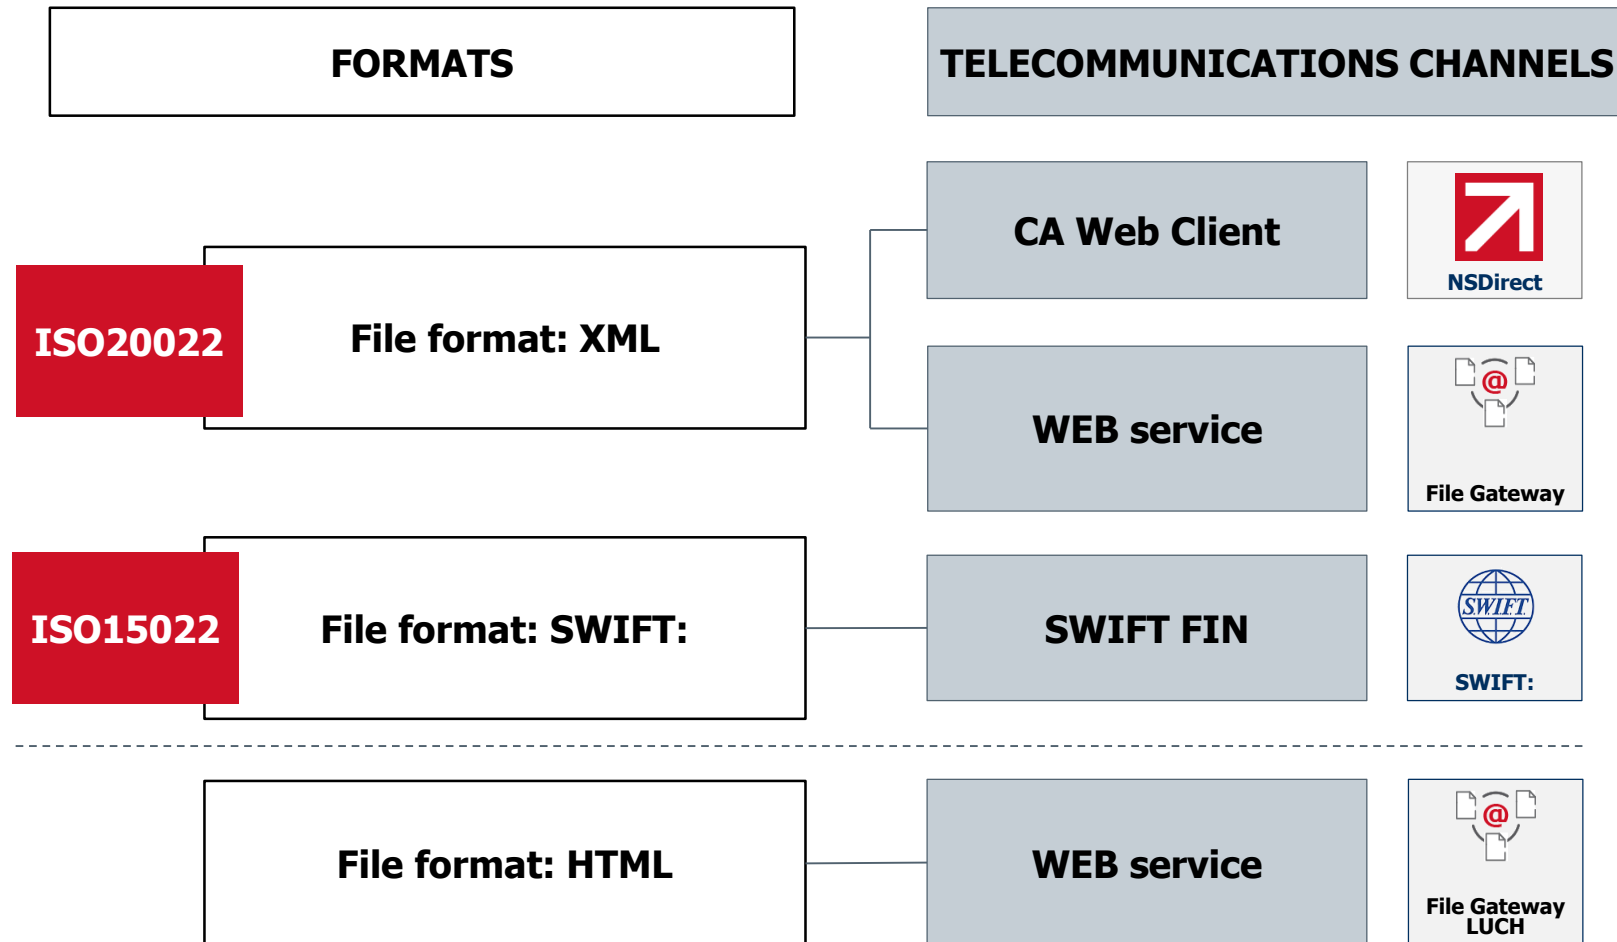 FORMATS
TELECOMMUNICATIONS CHANNELS
ISO20022
File format: XML
CA Web Client
NSDirect
WEB service
@
File Gateway
ISO15022
File format: SWIFT:
SWIFT FIN
S.W.I.F.T.
SWIFT:
File format: HTML
WEB service
@
File Gateway
LUCH